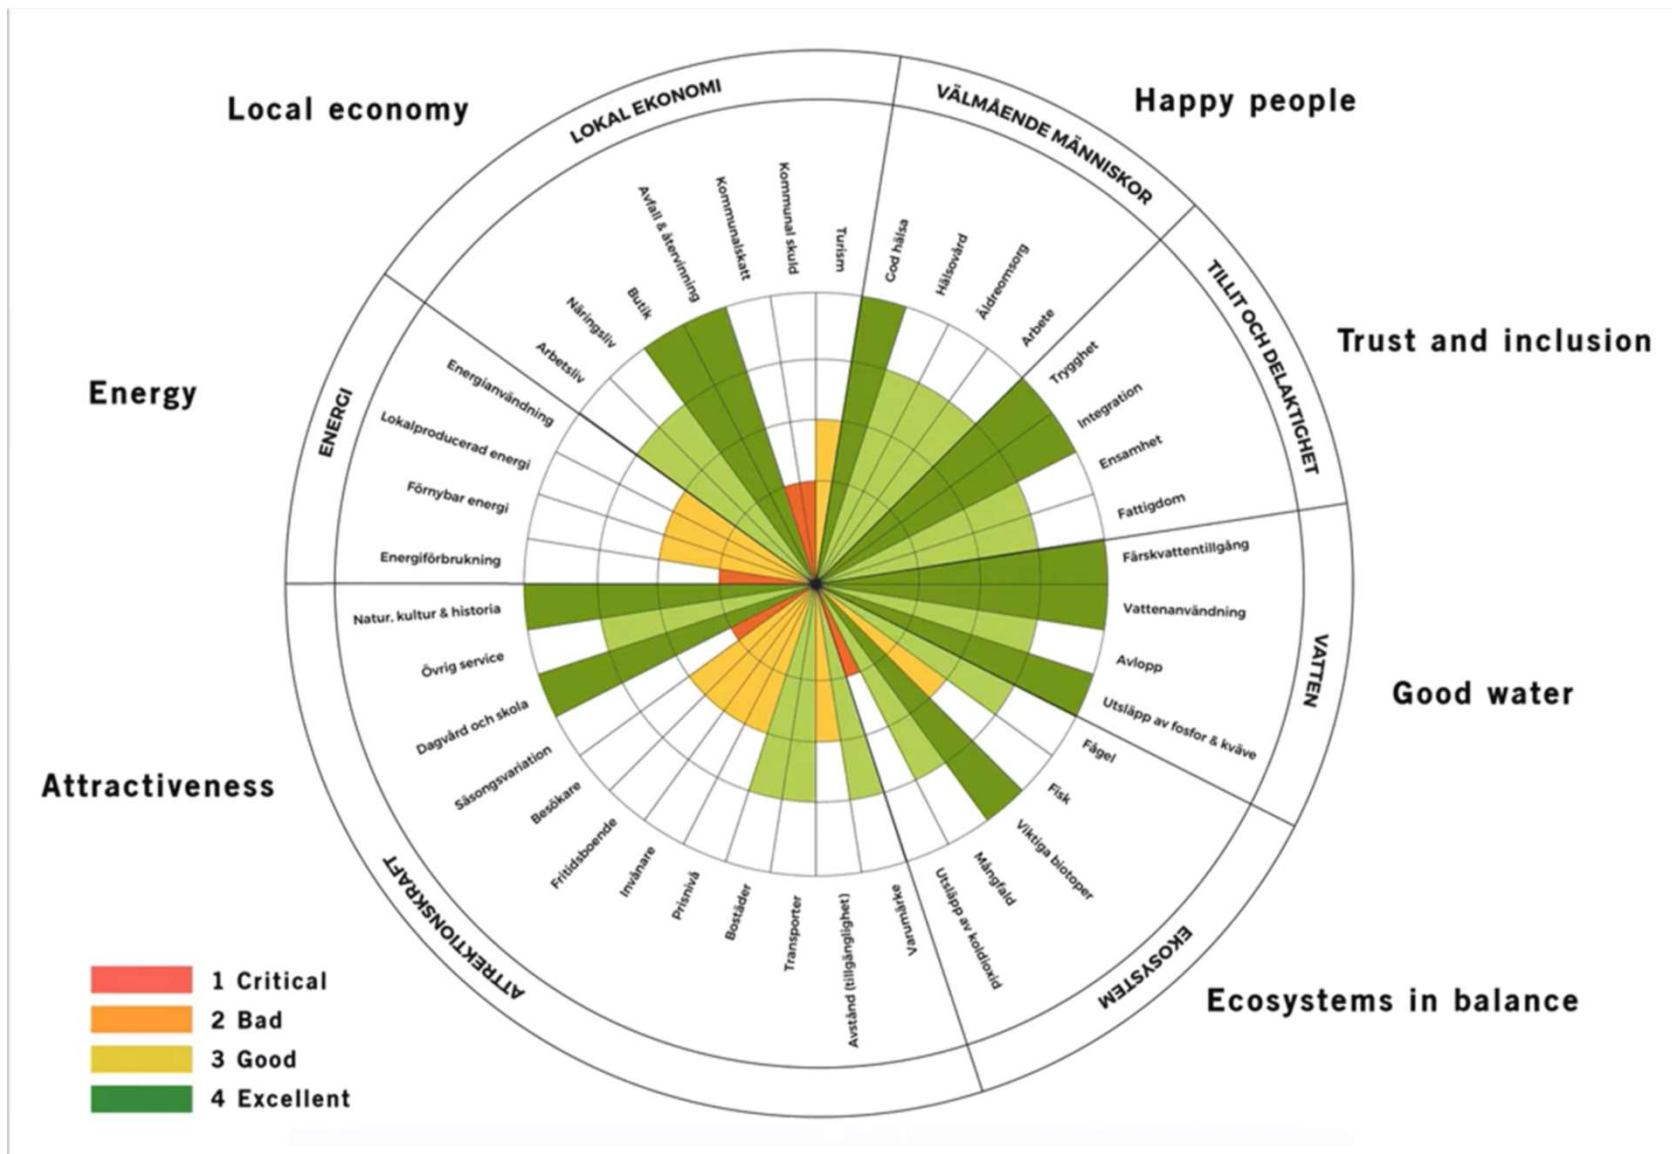 Local economy
Happy people
Trust and inclusion
Good water
Ecosystems in balance
Attractiveness
Energy
LOKAL EKONOMI
VÄLMÅENDE MÄNNISKOR
TILLIT OCH DELAKTIGHET
VATTEN
EKOSYSTEM
ATTREKTIONSKRAFT
ENERGI
God hälsa
Hälsovård
Äldreomsorg
Arbete
Trygghet
Integration
Ensamhet
Fattigdom
Färskvattentillgång
Vattenanvändning
Avlopp
Utsläpp av fosfor & kväve
Fågel
Fisk
Viktiga biotoper
Mångfald
Utsläpp av koldioxid
Varumärke
Avstånd (tillgänglighet)
Transporter
Bostäder
Prisnivå
Invånare
Fritidsboende
Besökare
Säsongsvariation
Dagvård och skola
Övrig service
Natur, kultur & historia
Energiförbrukning
Förnybar energi
Lokalproducerad energi
Energianvändning
Arbetsliv
Näringsliv
Butik
Avfall & återvinning
Kommunalskatt
Kommunal skuld
Turism
1 Critical
2 Bad
3 Good
4 Excellent